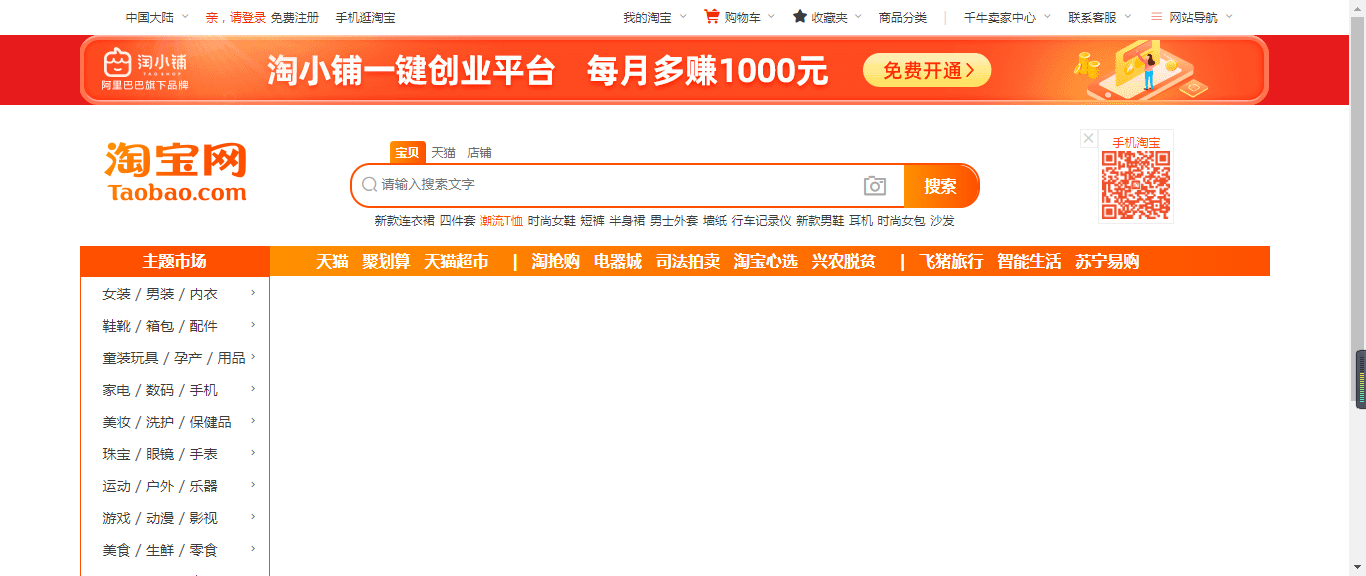 中国大陆 亲，请登录 免费注册 手机逛淘宝 我的淘宝 购物车 收藏夹 商品分类 | 千牛卖家中心 联系客服 网站导航
淘小铺
TAO SHOP
阿里巴巴旗下品牌
淘小铺一键创业平台 每月多赚1000元 免费开通
淘宝网
Taobao.com
宝贝 天猫 店铺
请输入搜索文字 搜索
新款连衣裙 四件套 潮流T恤 时尚女鞋 短裤 半身裙 男士外套 墙纸 行车记录仪 新款男鞋 耳机 时尚女包 沙发
手机淘宝
主题市场 天猫 聚划算 天猫超市 | 淘抢购 电器城 司法拍卖 淘宝心选 兴农脱贫 | 飞猪旅行 智能生活 苏宁易购
女装 / 男装 / 内衣
鞋靴 / 箱包 / 配件
童装玩具 / 孕产 / 用品
家电 / 数码 / 手机
美妆 / 洗护 / 保健品
珠宝 / 眼镜 / 手表
运动 / 户外 / 乐器
游戏 / 动漫 / 影视
美食 / 生鲜 / 零食